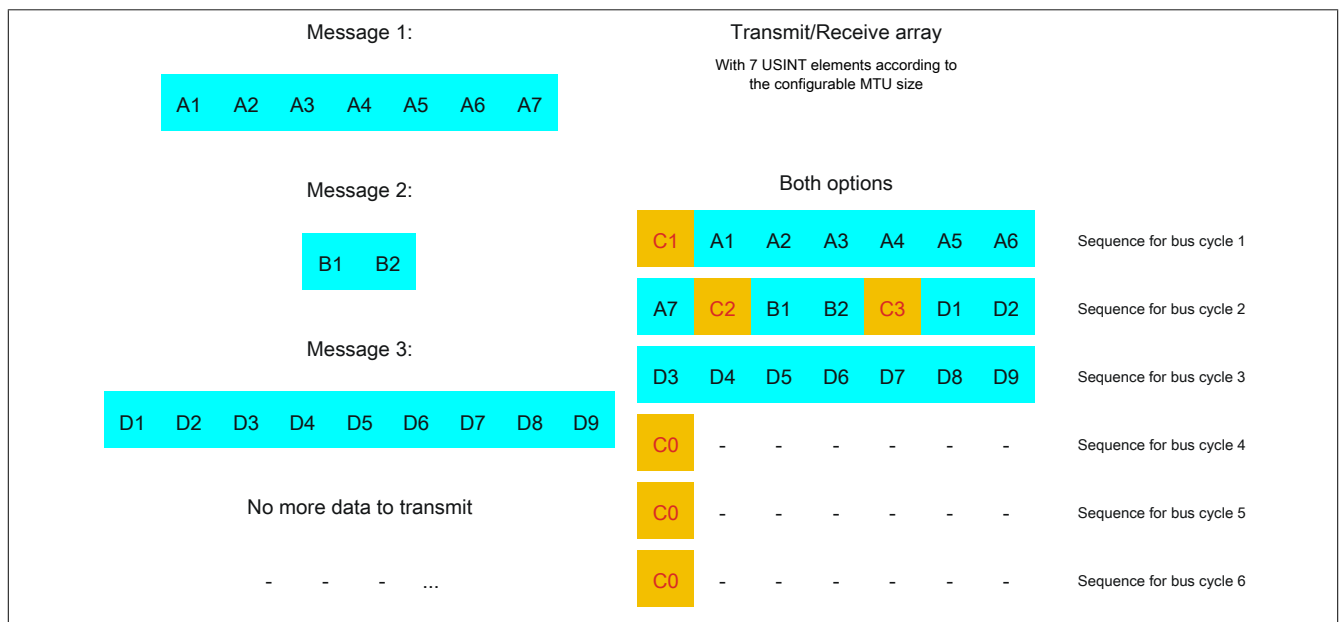 Message 1:
A1 A2 A3 A4 A5 A6 A7
Message 2:
B1 B2
Message 3:
D1 D2 D3 D4 D5 D6 D7 D8 D9
No more data to transmit
- - - ...
Transmit/Receive array
With 7 USINT elements according to
the configurable MTU size
Both options
C1 A1 A2 A3 A4 A5 A6 Sequence for bus cycle 1
A7 C2 B1 B2 C3 D1 D2 Sequence for bus cycle 2
D3 D4 D5 D6 D7 D8 D9 Sequence for bus cycle 3
C0 - - - - - - Sequence for bus cycle 4
C0 - - - - - - Sequence for bus cycle 5
C0 - - - - - - Sequence for bus cycle 6